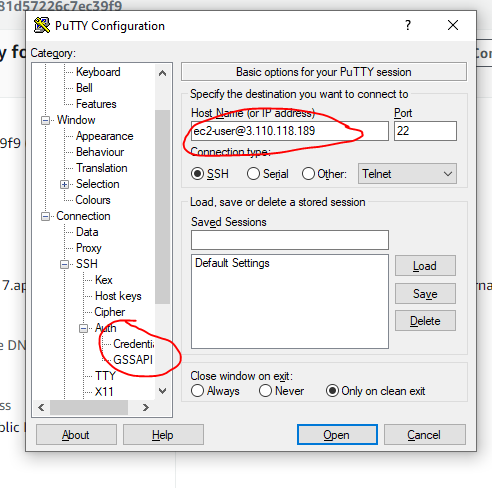 81d57226c7ec39f9
PuTTY Configuration
Category:
Keyboard
Bell
Features
Window
Appearance
Behaviour
Translation
Selection
Colours
Connection
Data
Proxy
SSH
Kex
Host keys
Cipher
Auth
Credenti
GSSAPI
TTY
X11
Basic options for your PuTTY session
Specify the destination you want to connect to
Host Name (or IP address) Port
ec2-user@3.110.118.189 22
Connection type:
SSH Serial Other: Telnet
Load, save or delete a stored session
Saved Sessions
Default Settings
Load
Save
Delete
Close window on exit:
Always Never Only on clean exit
About Help Open Cancel
y fo
Con
9f9
7.ap
erna
e DN
ss
blic